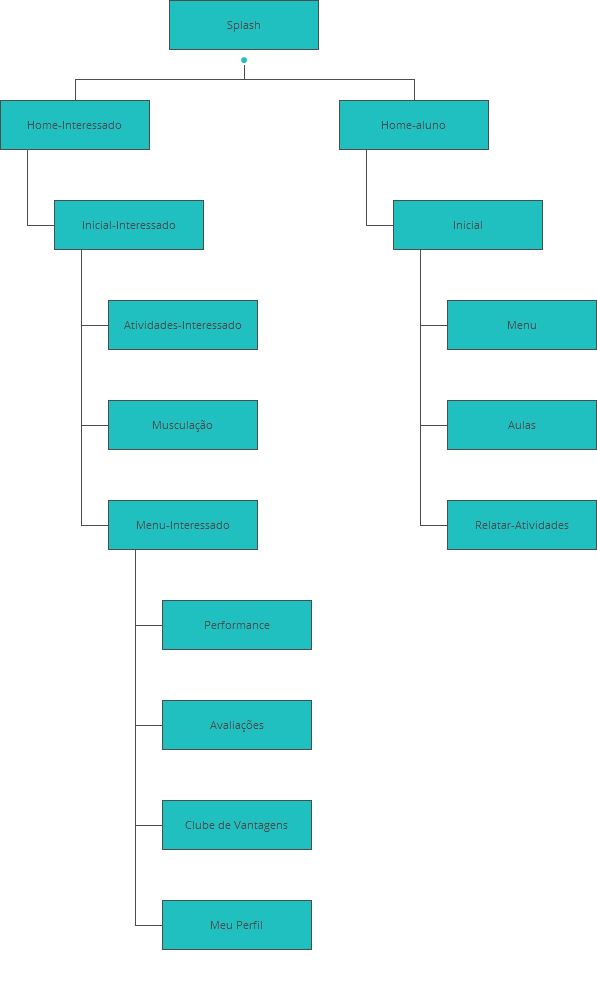 Splash
Home-Interessado
Home-aluno
Inicial-Interessado
Inicial
Atividades-Interessado
Menu
Musculação
Aulas
Menu-Interessado
Relatar-Atividades
Performance
Avaliações
Clube de Vantagens
Meu Perfil